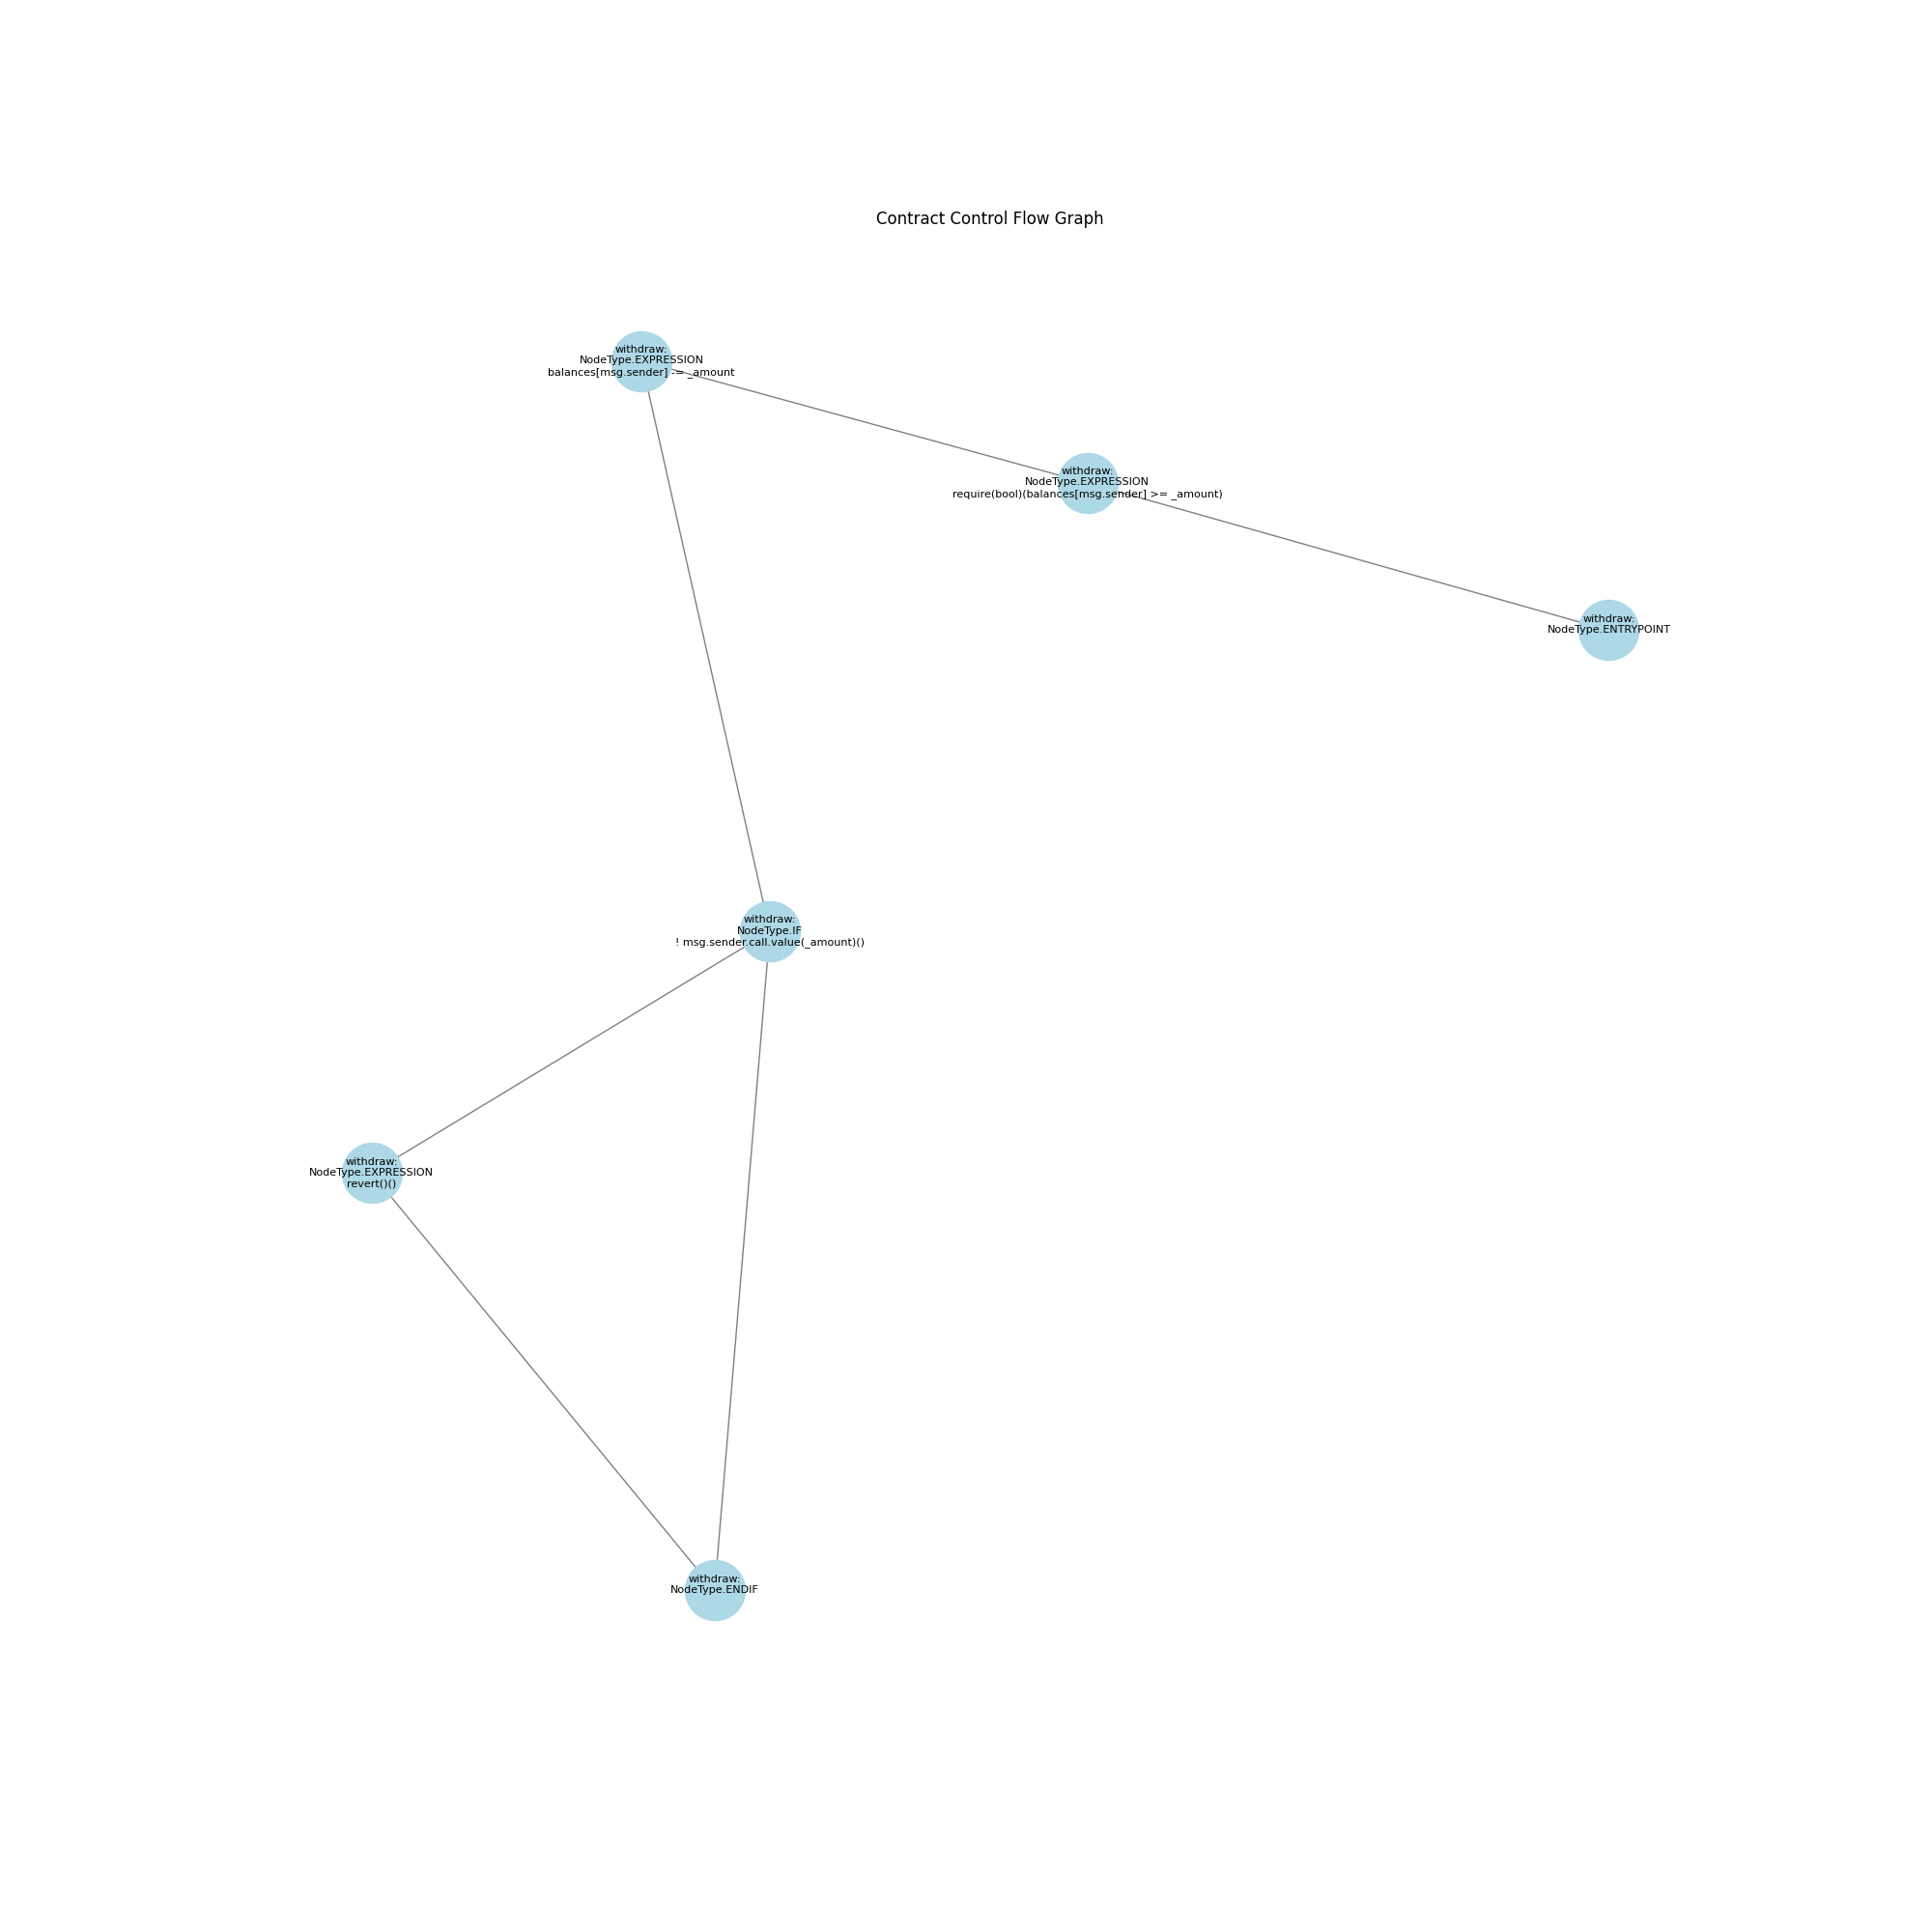 Contract Control Flow Graph
withdraw:
NodeType.EXPRESSION
balances[msg.sender] -= _amount
withdraw:
NodeType.EXPRESSION
require(bool)(balances[msg.sender] >= _amount)
withdraw:
NodeType.ENTRYPOINT
withdraw:
NodeType.IF
! msg.sender.call.value(_amount)()
withdraw:
NodeType.EXPRESSION
revert()()
withdraw:
NodeType.ENDIF